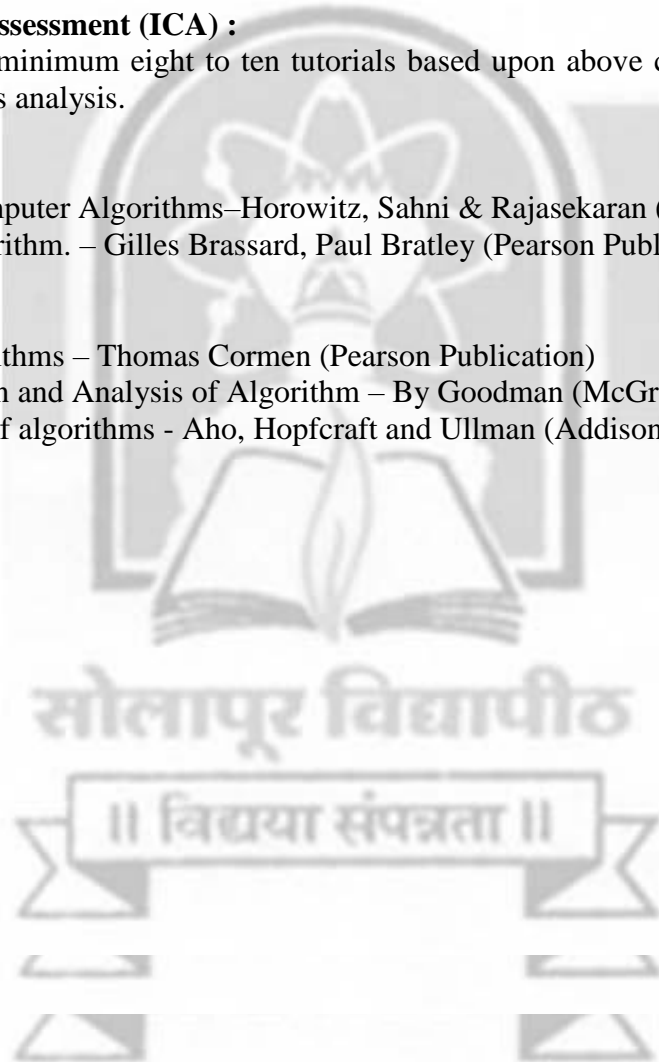 ssessment (ICA) :
minimum eight to ten tutorials based upon above c
s analysis.
nputer Algorithms–Horowitz, Sahni & Rajasekaran (
rithm. – Gilles Brassard, Paul Bratley (Pearson Publ
ithms – Thomas Cormen (Pearson Publication)
n and Analysis of Algorithm – By Goodman (McGr
f algorithms - Aho, Hopfcraft and Ullman (Addison
सोलापूर विद्यापीठ
॥ विद्यया संपन्नता ॥